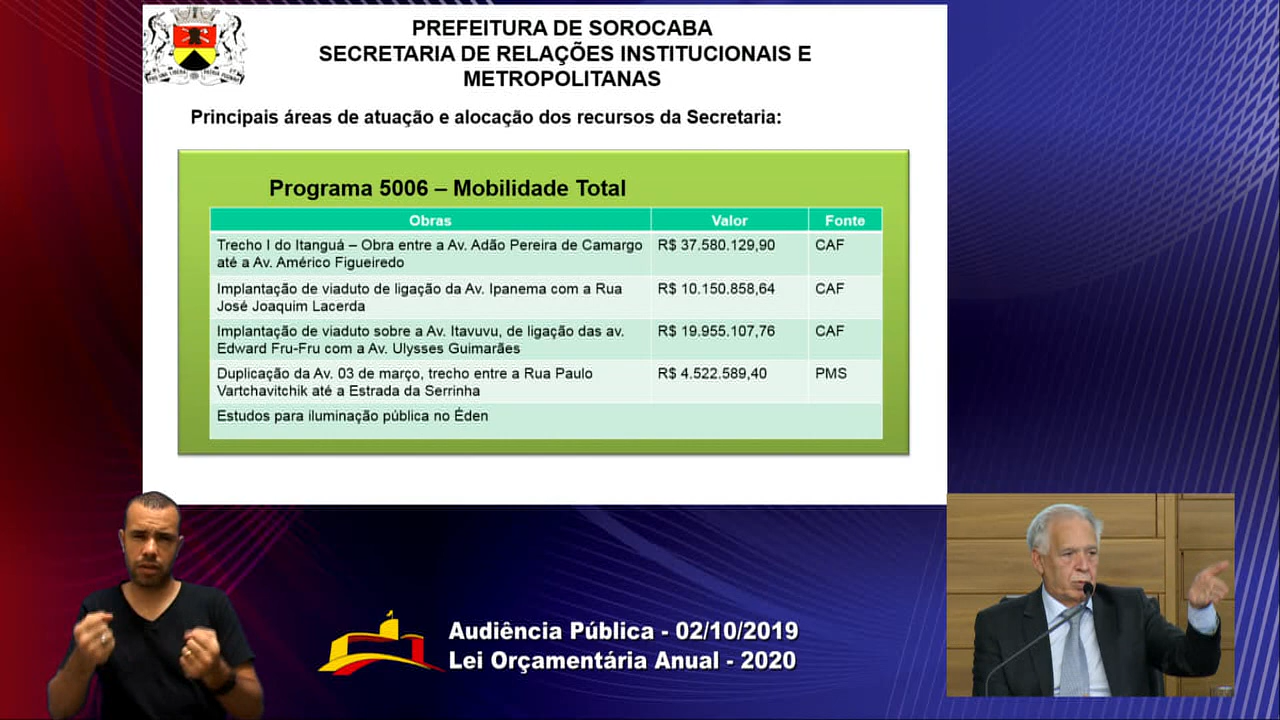 PREFEITURA DE SOROCABA
SECRETARIA DE RELAÇÕES INSTITUCIONAIS E
METROPOLITANAS
Principais áreas de atuação e alocação dos recursos da Secretaria:
Programa 5006 – Mobilidade Total
Obras Valor Fonte
Trecho I do Itanguá – Obra entre a Av. Adão Pereira de Camargo R$ 37.580.129,90 CAF
até a Av. Américo Figueiredo
Implantação de viaduto de ligação da Av. Ipanema com a Rua R$ 10.150.858,64 CAF
José Joaquim Lacerda
Implantação de viaduto sobre a Av. Itavuvu, de ligação das av. R$ 19.955.107,76 CAF
Edward Fru-Fru com a Av. Ulysses Guimarães
Duplicação da Av. 03 de março, trecho entre a Rua Paulo R$ 4.522.589,40 PMS
Vartchavitchik até a Estrada da Serrinha
Estudos para iluminação pública no Éden
Audiência Pública - 02/10/2019
Lei Orçamentária Anual - 2020